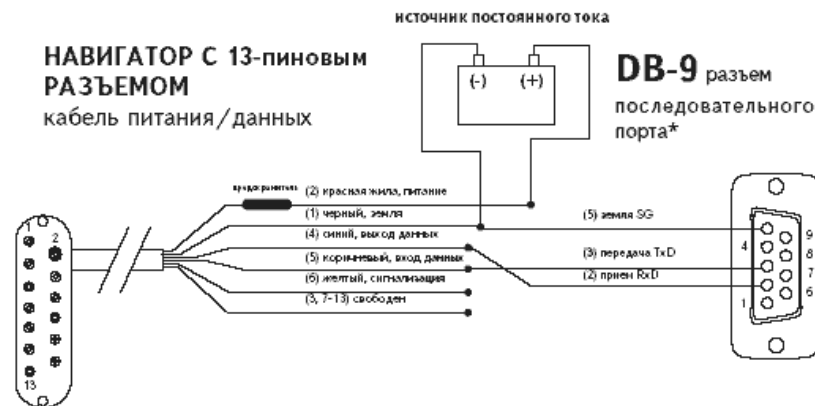 источник постоянного тока
НАВИГАТОР С 13-пиновым
РАЗЪЕМОМ
кабель питания/данных
(-) (+)
DB-9 разъем
последовательного
порта*
предохранитель
(2) красная жила, питание
(1) черный, земля
(4) синий, выход данных
(5) коричневый, вход данных
(6) желтый, сигнализация
(3, 7-13) свободен
(5) земля SG
(3) передача TxD
(2) прием RxD
1
2
13
4
1
9
8
7
6